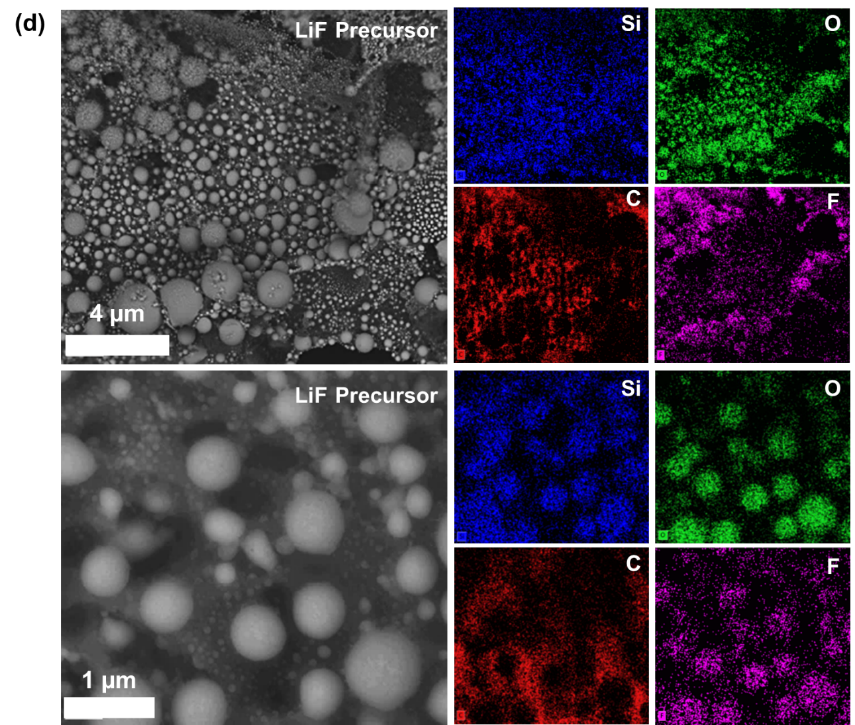 (d)
LiF Precursor
Si
O
C
F
4 µm
LiF Precursor
Si
O
C
F
1 µm